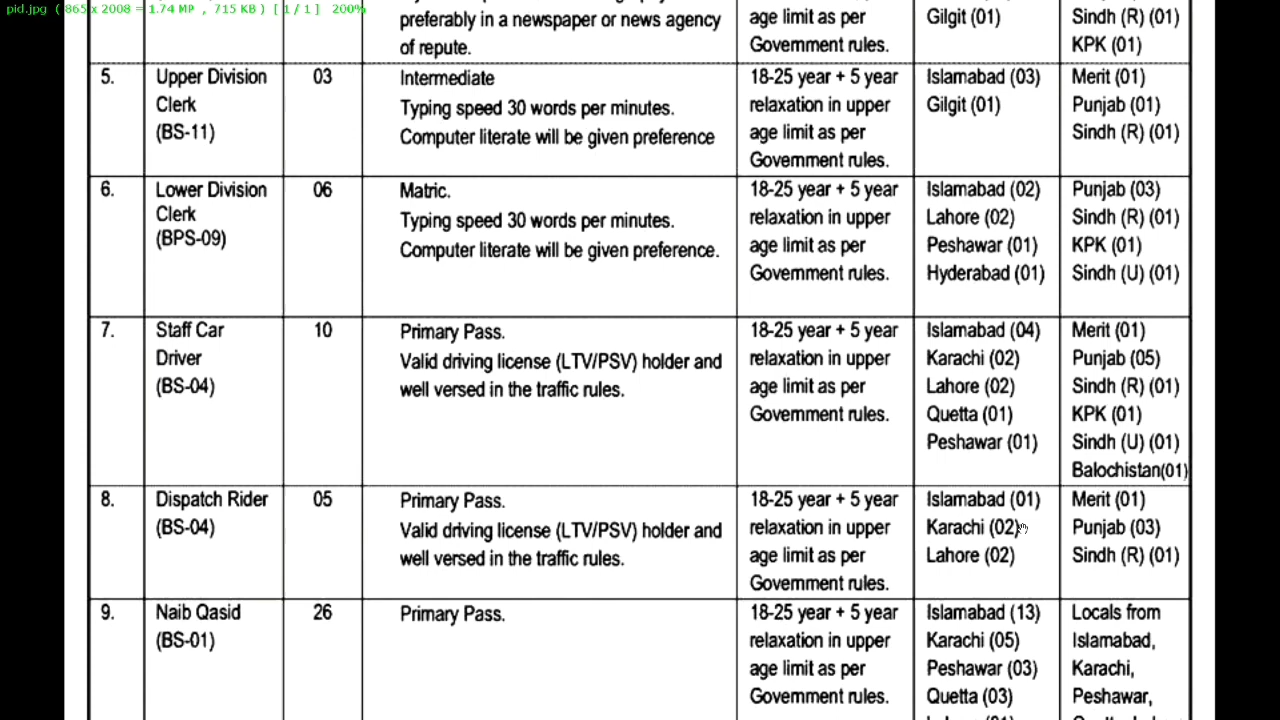 pid.jpg ( 865 x 2008 = 1.74 MP , 715 KB ) [ 1 / 1 ] 200%
preferably in a newspaper or news agency
of repute.
age limit as per
Government rules.
Gilgit (01)
Sindh (R) (01)
KPK (01)
5.
Upper Division
Clerk
(BS-11)
03
Intermediate
Typing speed 30 words per minutes.
Computer literate will be given preference
18-25 year + 5 year
relaxation in upper
age limit as per
Government rules.
Islamabad (03)
Gilgit (01)
Merit (01)
Punjab (01)
Sindh (R) (01)
6.
Lower Division
Clerk
(BPS-09)
06
Matric.
Typing speed 30 words per minutes.
Computer literate will be given preference.
18-25 year + 5 year
relaxation in upper
age limit as per
Government rules.
Islamabad (02)
Lahore (02)
Peshawar (01)
Hyderabad (01)
Punjab (03)
Sindh (R) (01)
KPK (01)
Sindh (U) (01)
7.
Staff Car
Driver
(BS-04)
10
Primary Pass.
Valid driving license (LTV/PSV) holder and
well versed in the traffic rules.
18-25 year + 5 year
relaxation in upper
age limit as per
Government rules.
Islamabad (04)
Karachi (02)
Lahore (02)
Quetta (01)
Peshawar (01)
Merit (01)
Punjab (05)
Sindh (R) (01)
KPK (01)
Sindh (U) (01)
Balochistan(01)
8.
Dispatch Rider
(BS-04)
05
Primary Pass.
Valid driving license (LTV/PSV) holder and
well versed in the traffic rules.
18-25 year + 5 year
relaxation in upper
age limit as per
Government rules.
Islamabad (01)
Karachi (02)
Lahore (02)
Merit (01)
Punjab (03)
Sindh (R) (01)
9.
Naib Qasid
(BS-01)
26
Primary Pass.
18-25 year + 5 year
relaxation in upper
age limit as per
Government rules.
Islamabad (13)
Karachi (05)
Peshawar (03)
Quetta (03)
Locals from
Islamabad,
Karachi,
Peshawar,